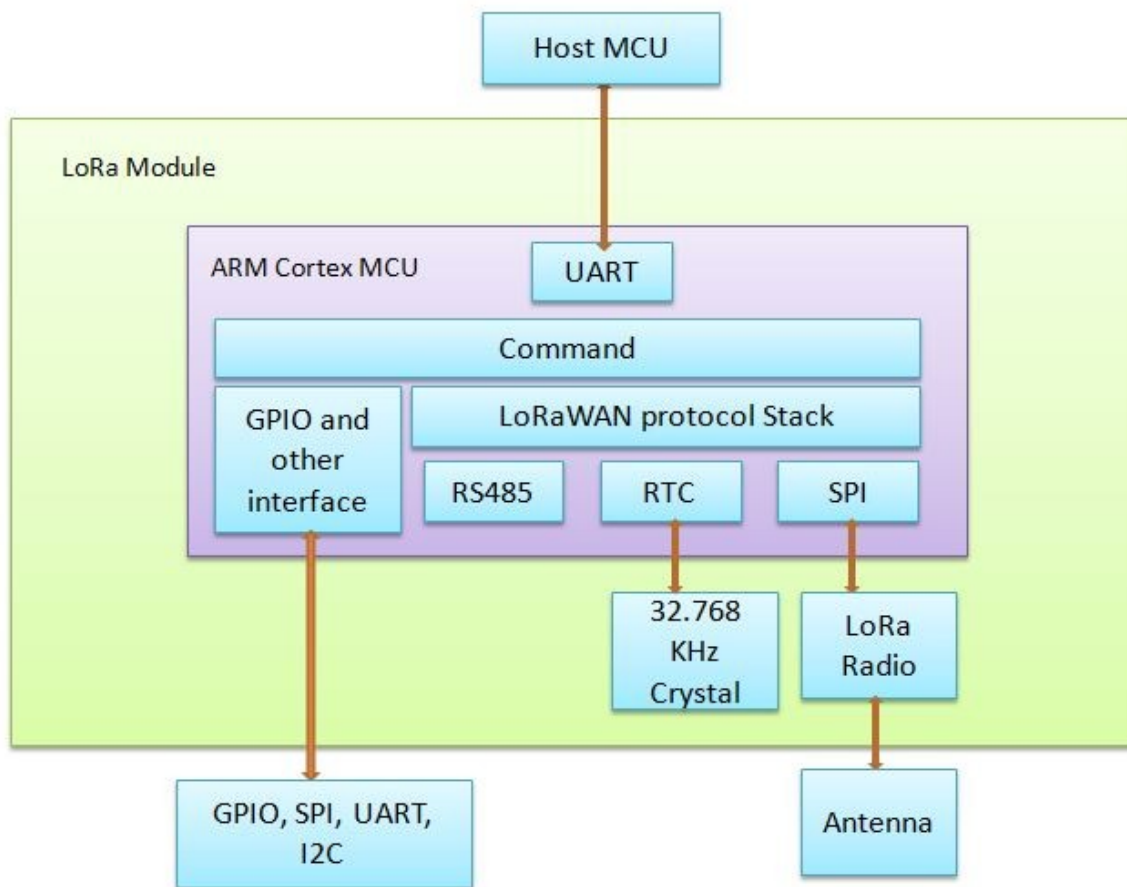 Host MCU
LoRa Module
ARM Cortex MCU
UART
Command
GPIO and
other
interface
LoRaWAN protocol Stack
RS485
RTC
SPI
32.768
KHz
Crystal
LoRa
Radio
GPIO, SPI, UART,
I2C
Antenna